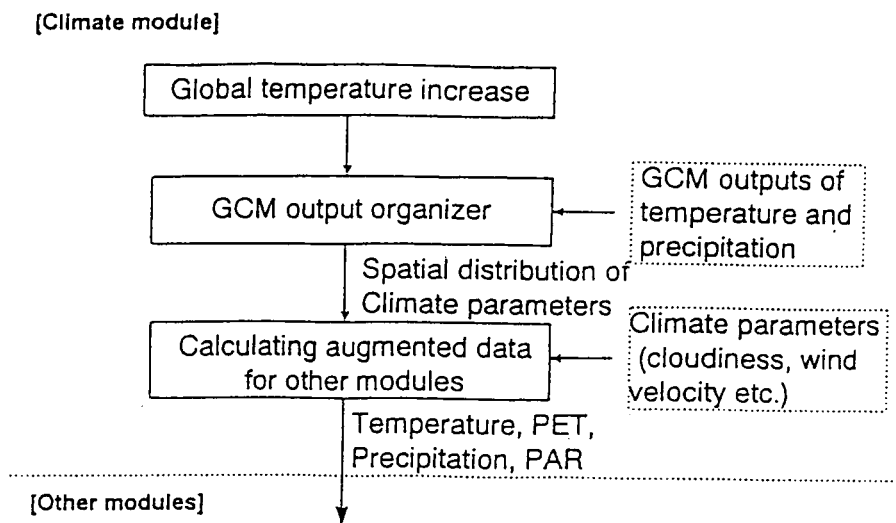 [Climate module]
Global temperature increase
GCM output organizer
GCM outputs of
temperature and
precipitation
Spatial distribution of
Climate parameters
Calculating augmented data
for other modules
Climate parameters
(cloudiness, wind
velocity etc.)
Temperature, PET,
Precipitation, PAR
[Other modules]